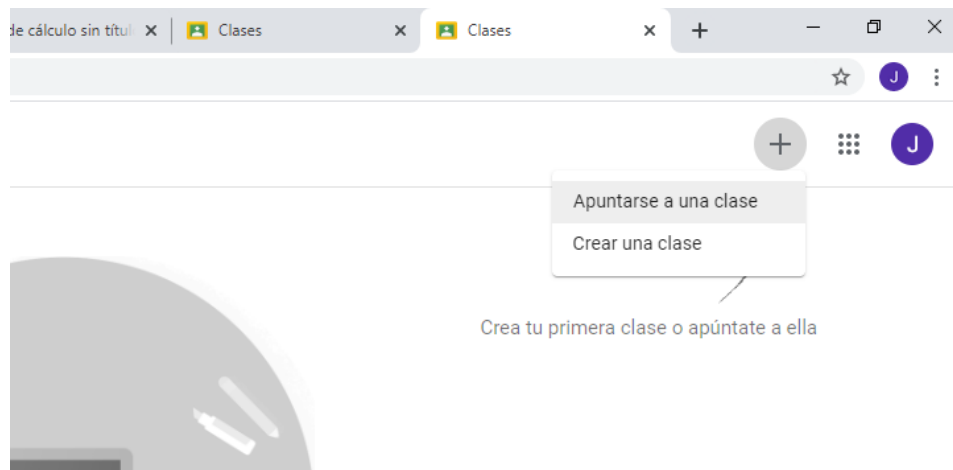 de cálculo sin títul
Clases
Clases
J
J
Apuntarse a una clase
Crear una clase
Crea tu primera clase o apúntate a ella